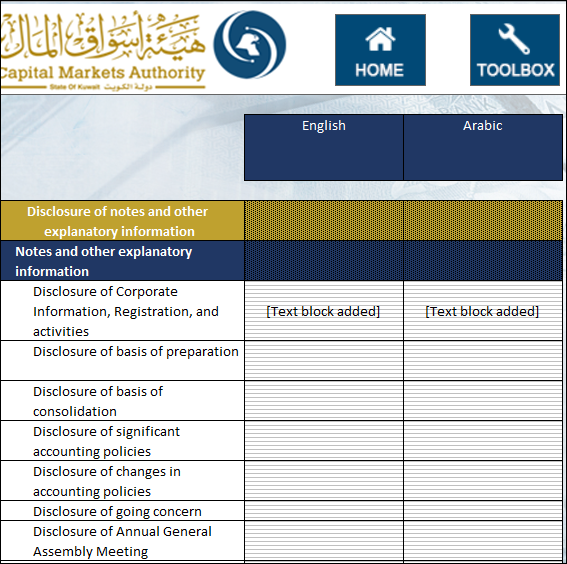 هيئة أسواق المال
Capital Markets Authority
State Of Kuwait دولة الكويت
HOME
TOOLBOX
English
Arabic
Disclosure of notes and other
explanatory information
Notes and other explanatory
information
Disclosure of Corporate
Information, Registration, and
activities
[Text block added]
[Text block added]
Disclosure of basis of preparation
Disclosure of basis of
consolidation
Disclosure of significant
accounting policies
Disclosure of changes in
accounting policies
Disclosure of going concern
Disclosure of Annual General
Assembly Meeting